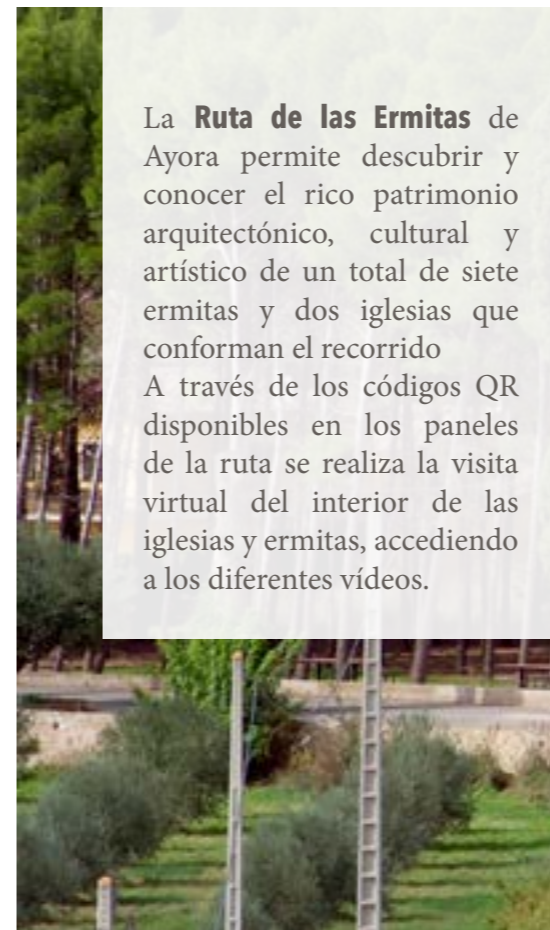 La Ruta de las Ermitas de
Ayora permite descubrir y
conocer el rico patrimonio
arquitectónico, cultural y
artístico de un total de siete
ermitas y dos iglesias que
conforman el recorrido
A través de los códigos QR
disponibles en los paneles
de la ruta se realiza la visita
virtual del interior de las
iglesias y ermitas, accediendo
a los diferentes vídeos.